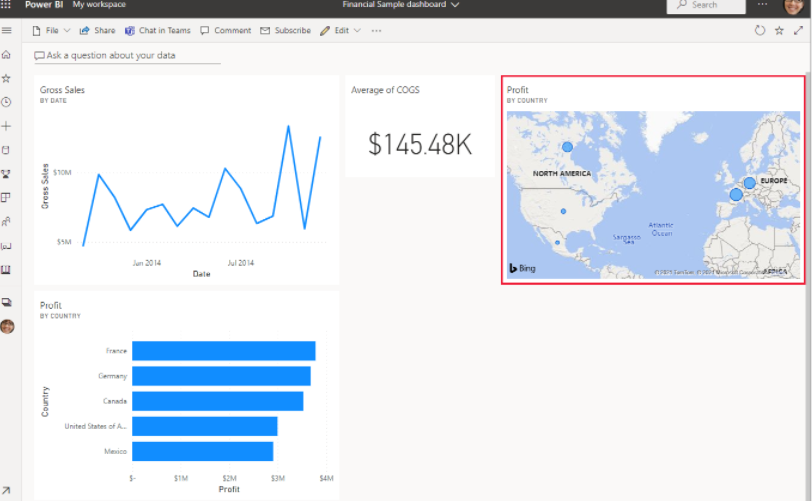 Power BI My workspace
Financial Sample dashboard
Search
File
Share
Chat in Teams
Comment
Subscribe
Edit
Ask a question about your data
Gross Sales
BY DATE
Gross Sales
$10M
$5M
Jan 2014
Jul 2014
Date
Average of COGS
$145.48K
Profit
BY COUNTRY
NORTH AMERICA
EUROPE
Atlantic
Ocean
Sargasso
Sea
AFRICA
Bing
Profit
BY COUNTRY
Country
France
Germany
Canada
United States of A...
Mexico
$-
$1M
$2M
$3M
$4M
Profit